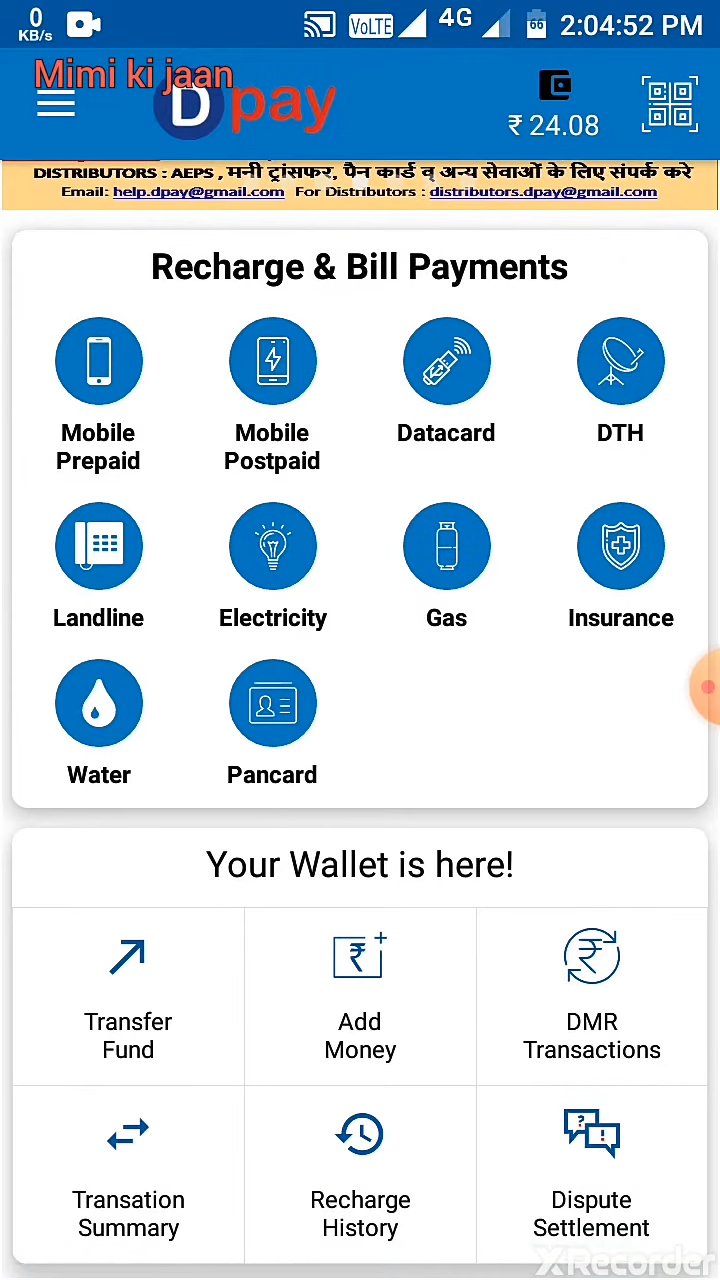 0
KB/s
VoLTE
4G
66
2:04:52 PM
Mimi ki jaan
D pay
₹ 24.08
DISTRIBUTORS : AEPS , मनी ट्रांसफर, पैन कार्ड व् अन्य सेवाओं के लिए संपर्क करे
Email: help.dpay@gmail.com For Distributors : distributors.dpay@gmail.com
Recharge & Bill Payments
Mobile
Prepaid
Mobile
Postpaid
Datacard
DTH
Landline
Electricity
Gas
Insurance
Water
Pancard
Your Wallet is here!
Transfer
Fund
Add
Money
DMR
Transactions
Transation
Summary
Recharge
History
Dispute
Settlement
XRecorder